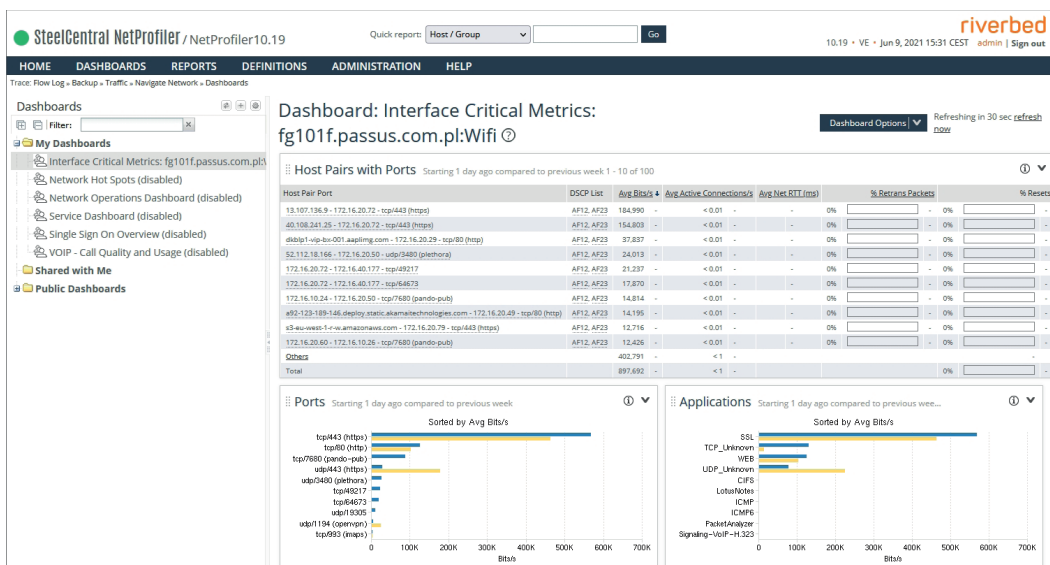 riverbed
SteelCentral NetProfiler / NetProfiler10.19
Quick report: Host / Group Go
10.19 • VE • Jun 9, 2021 15:31 CEST admin | Sign out
HOME DASHBOARDS REPORTS DEFINITIONS ADMINISTRATION HELP
Trace: Flow Log » Backup » Traffic » Navigate Network » Dashboards
Dashboards
Filter:
My Dashboards
Interface Critical Metrics: fg101f.passus.com.pl:\
Network Hot Spots (disabled)
Network Operations Dashboard (disabled)
Service Dashboard (disabled)
Single Sign On Overview (disabled)
VOIP - Call Quality and Usage (disabled)
Shared with Me
Public Dashboards
Dashboard: Interface Critical Metrics:
fg101f.passus.com.pl:Wifi
Dashboard Options
Refreshing in 30 sec refresh
now
Host Pairs with Ports Starting 1 day ago compared to previous week 1 - 10 of 100
Host Pair Port DSCP List Avg Bits/s Avg Active Connections/s Avg Net RTT (ms) % Retrans Packets % Resets
13.107.136.9 - 172.16.20.72 - tcp/443 (https) AF12, AF23 184,990 - < 0.01 - - 0% - 0%
40.108.241.25 - 172.16.20.72 - tcp/443 (https) AF12, AF23 154,803 - < 0.01 - - 0% - 0% -
dkblp1-vip-bx-001.aaplimg.com - 172.16.20.29 - tcp/80 (http) AF12, AF23 37,837 - < 0.01 - - 0% - 0% -
52.112.18.166 - 172.16.20.50 - udp/3480 (plethora) AF12, AF23 24,013 - < 0.01 - - 0% - 0% -
172.16.20.72 - 172.16.40.177 - tcp/49217 AF12, AF23 21,237 - < 0.01 - - 0% - 0% -
172.16.20.72 - 172.16.40.177 - tcp/64673 AF12, AF23 17,870 - < 0.01 - - 0% - 0% -
172.16.10.24 - 172.16.20.50 - tcp/7680 (pando-pub) AF12, AF23 14,814 - < 0.01 - - 0% - 0% -
a92-123-189-146.deploy.static.akamaitechnologies.com - 172.16.20.49 - tcp/80 (http) AF12, AF23 14,195 - < 0.01 - - 0% - 0% -
s3-eu-west-1-r-w.amazonaws.com - 172.16.20.79 - tcp/443 (https) AF12, AF23 12,716 - < 0.01 - - 0% - 0% -
172.16.20.60 - 172.16.10.26 - tcp/7680 (pando-pub) AF12, AF23 12,426 - < 0.01 - - 0% - 0% -
Others 402,791 - < 1 - -
Total 897,692 - < 1 - 0% -
Ports Starting 1 day ago compared to previous week
Sorted by Avg Bits/s
tcp/443 (https)
tcp/80 (http)
tcp/7680 (pando-pub)
udp/443 (https)
udp/3480 (plethora)
tcp/49217
tcp/64673
udp/19305
udp/1194 (openvpn)
tcp/993 (imaps)
0 100K 200K 300K 400K 500K 600K 700K
Bits/s
Applications Starting 1 day ago compared to previous wee...
Sorted by Avg Bits/s
SSL
TCP_Unknown
WEB
UDP_Unknown
CIFS
LotusNotes
ICMP
ICMP6
PacketAnalyzer
Signaling-VoIP-H.323
0 100K 200K 300K 400K 500K 600K 700K
Bits/s